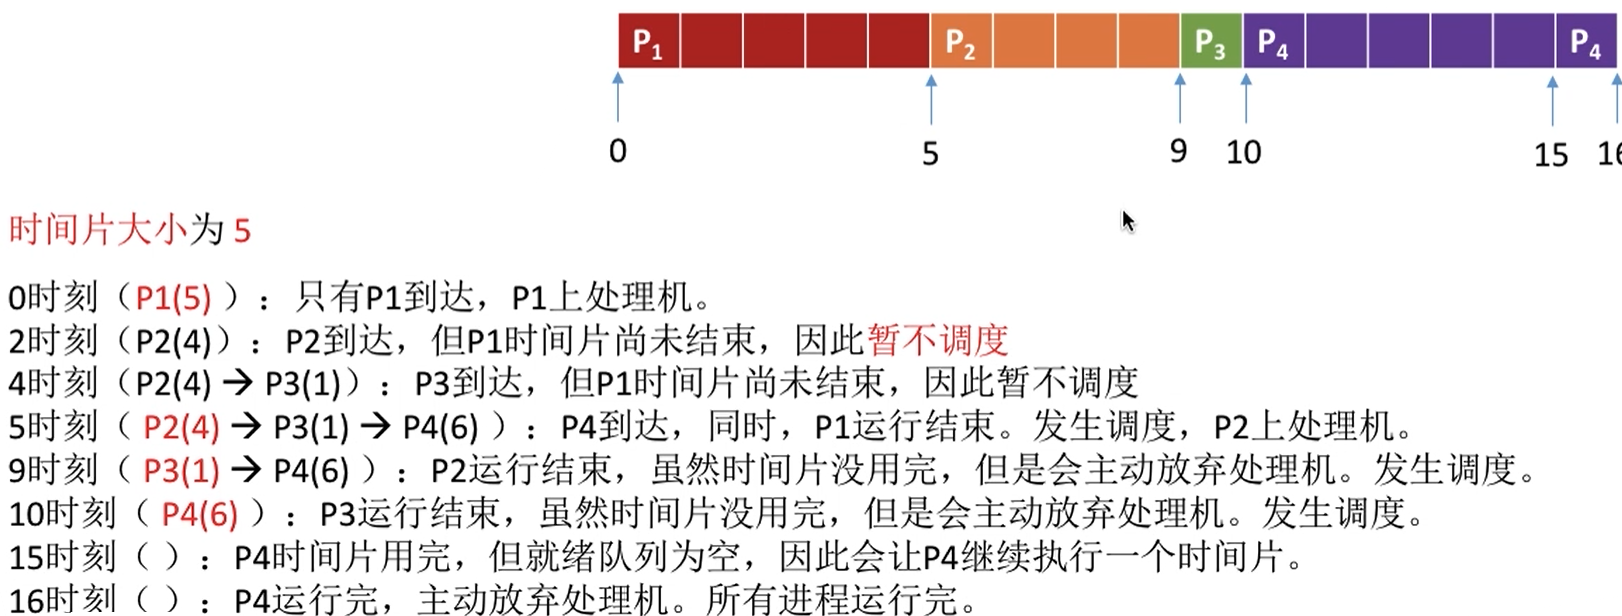 P1 P2 P3 P4 P4
0 5 9 10 15 16
时间片大小为 5
0时刻（P1(5) ）：只有P1到达，P1上处理机。
2时刻（P2(4)）：P2到达，但P1时间片尚未结束，因此暂不调度
4时刻（P2(4) → P3(1)）：P3到达，但P1时间片尚未结束，因此暂不调度
5时刻（ P2(4) → P3(1) → P4(6) ）：P4到达，同时，P1运行结束。发生调度，P2上处理机。
9时刻（ P3(1) → P4(6) ）：P2运行结束，虽然时间片没用完，但是会主动放弃处理机。发生调度。
10时刻（ P4(6) ）：P3运行结束，虽然时间片没用完，但是会主动放弃处理机。发生调度。
15时刻（ ）：P4时间片用完，但就绪队列为空，因此会让P4继续执行一个时间片。
16时刻（ ）：P4运行完，主动放弃处理机。所有进程运行完。